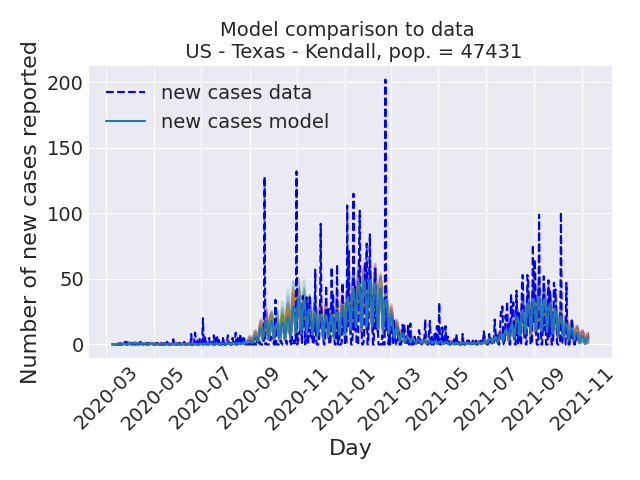 Model comparison to data
US - Texas - Kendall, pop. = 47431
Number of new cases reported
200
150
100
50
0
new cases data
new cases model
2020-03
2020-05
2020-07
2020-09
2020-11
2021-01
2021-03
2021-05
2021-07
2021-09
2021-11
Day